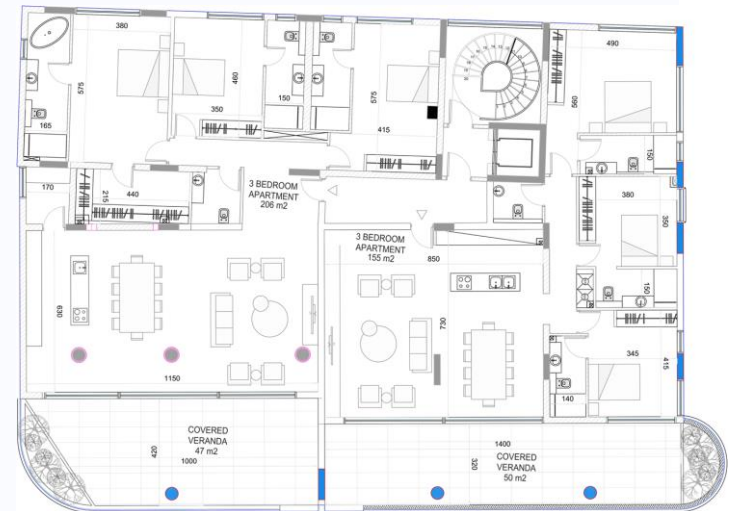 380
460
575
350
150
165
415
575
490
560
150
170
215
440
3 BEDROOM
APARTMENT
206 m2
380
350
3 BEDROOM
APARTMENT
155 m2
850
150
630
730
345
415
140
1150
COVERED
VERANDA
47 m2
420
1000
1400
COVERED
VERANDA
50 m2
320